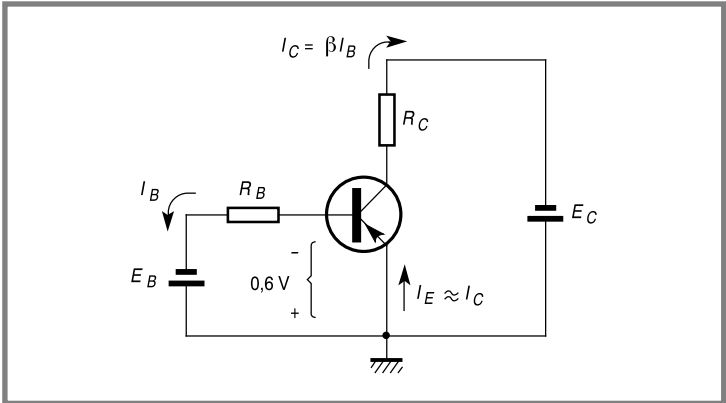 I_C = βI_B
R_C
I_B
R_B
E_C
E_B
−
0,6 V
+
I_E ≈ I_C